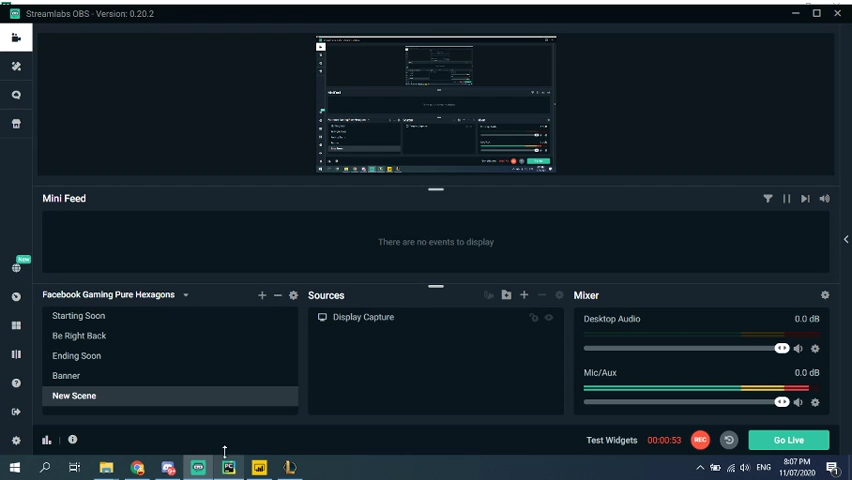 Streamlabs OBS - Version: 0.20.2
Mini Feed
There are no events to display
New
Facebook Gaming Pure Hexagons
Starting Soon
Be Right Back
Ending Soon
Banner
New Scene
Sources
Display Capture
Mixer
Desktop Audio 0.0 dB
Mic/Aux 0.0 dB
Test Widgets 00:00:53 REC Go Live
PC
ENG
8:07 PM
11/07/2020
1